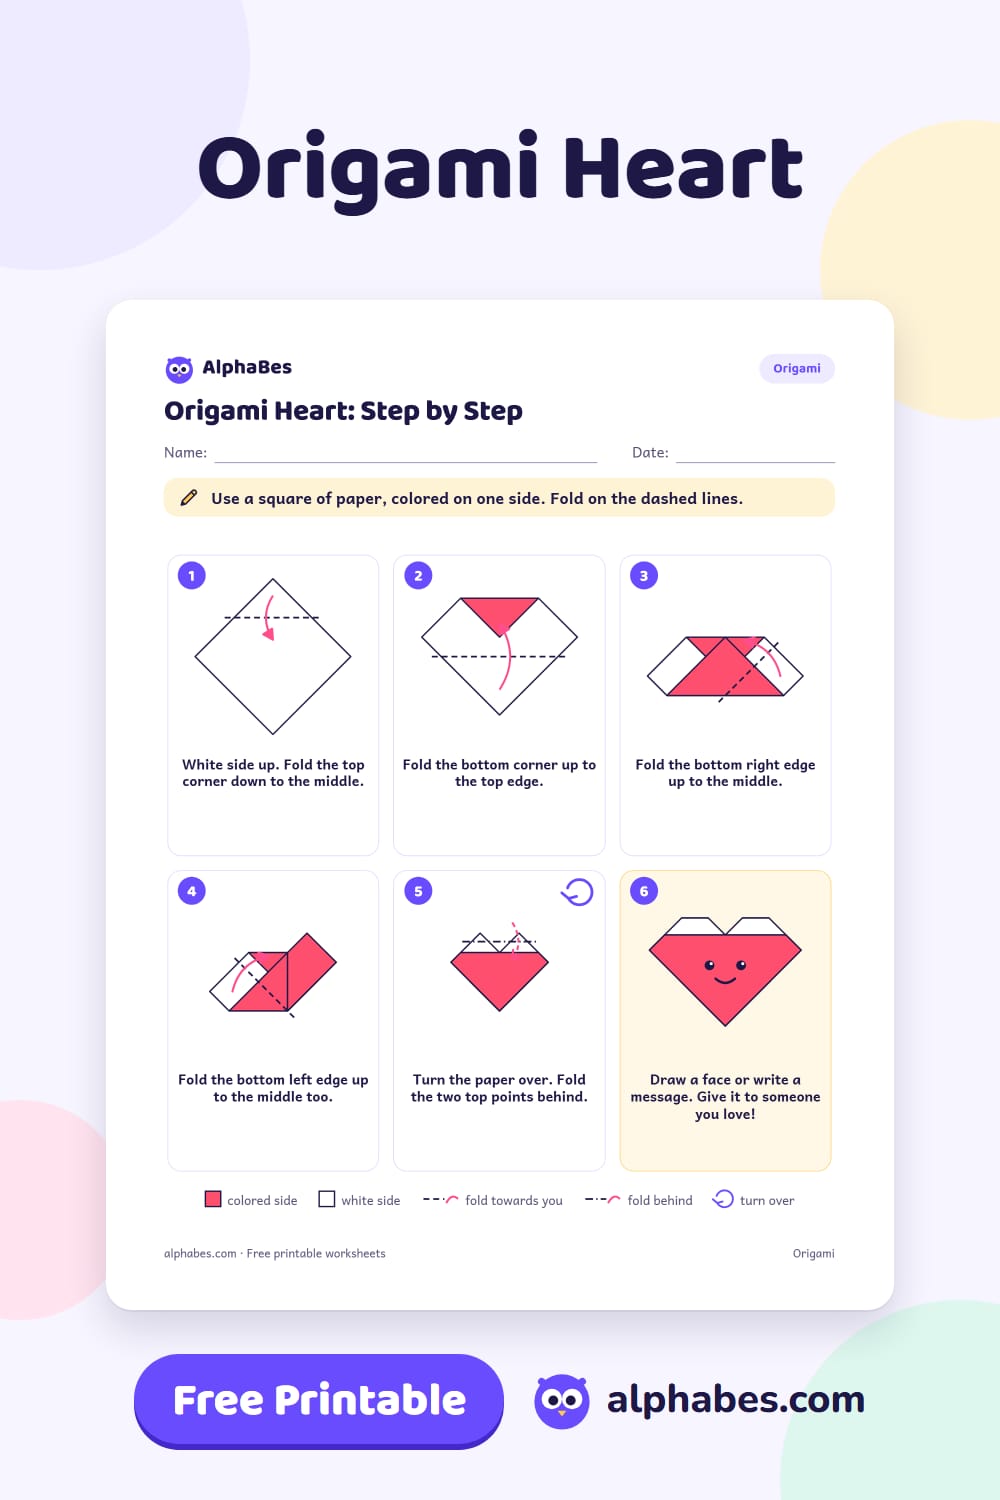 Origami Heart
AlphaBes
Origami
Origami Heart: Step by Step
Name:
Date:
Use a square of paper, colored on one side. Fold on the dashed lines.
1
White side up. Fold the top
corner down to the middle.
2
Fold the bottom corner up to
the top edge.
3
Fold the bottom right edge
up to the middle.
4
Fold the bottom left edge up
to the middle too.
5
Turn the paper over. Fold
the two top points behind.
6
Draw a face or write a
message. Give it to someone
you love!
colored side
white side
fold towards you
fold behind
turn over
alphabes.com · Free printable worksheets
Origami
Free Printable
alphabes.com